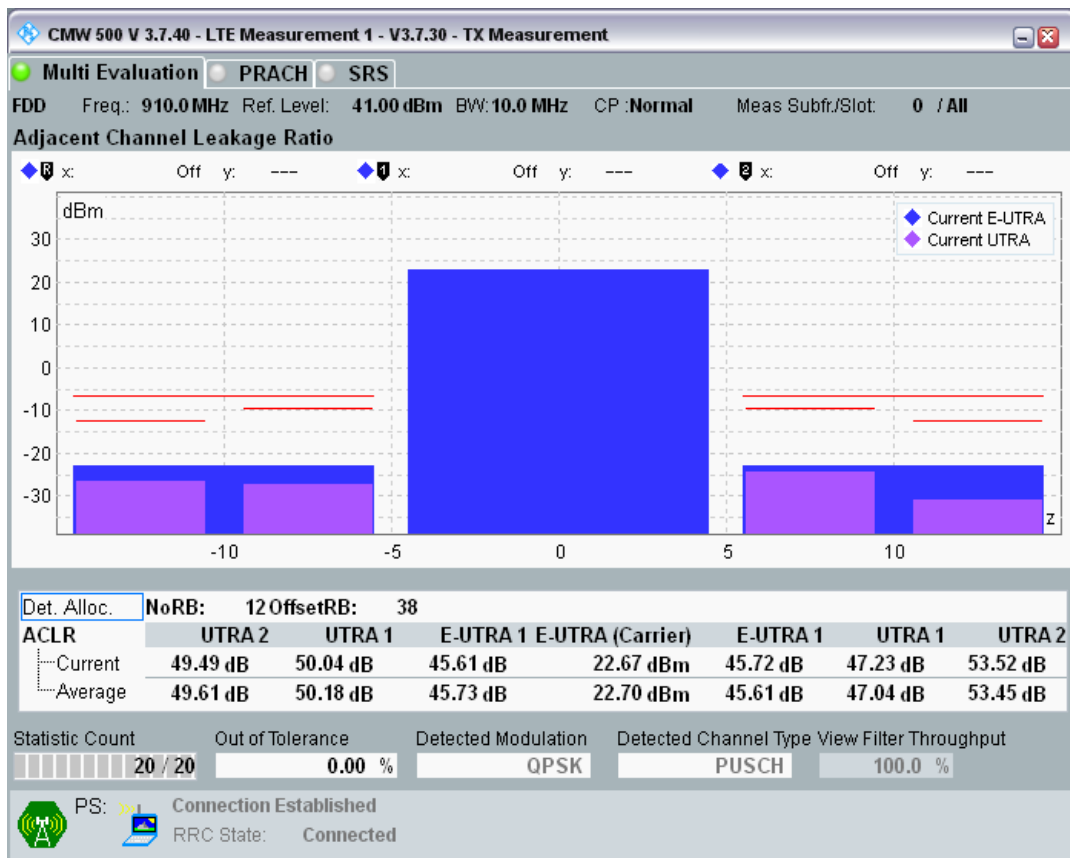 CMW 500 V 3.7.40 - LTE Measurement 1 - V3.7.30 - TX Measurement
Multi Evaluation PRACH SRS
FDD Freq.: 910.0 MHz Ref. Level: 41.00 dBm BW: 10.0 MHz CP :Normal Meas Subfr./Slot: 0 / All
Adjacent Channel Leakage Ratio
R x: Off y: --- 1 x: Off y: --- 2 x: Off y: ---
dBm
Current E-UTRA
Current UTRA
30
20
10
0
-10
-20
-30
z
-10 -5 0 5 10
Det. Alloc. NoRB: 12 OffsetRB: 38
ACLR UTRA 2 UTRA 1 E-UTRA 1 E-UTRA (Carrier) E-UTRA 1 UTRA 1 UTRA 2
Current 49.49 dB 50.04 dB 45.61 dB 22.67 dBm 45.72 dB 47.23 dB 53.52 dB
Average 49.61 dB 50.18 dB 45.73 dB 22.70 dBm 45.61 dB 47.04 dB 53.45 dB
Statistic Count Out of Tolerance Detected Modulation Detected Channel Type View Filter Throughput
20 / 20 0.00 % QPSK PUSCH 100.0 %
PS: Connection Established
RRC State: Connected